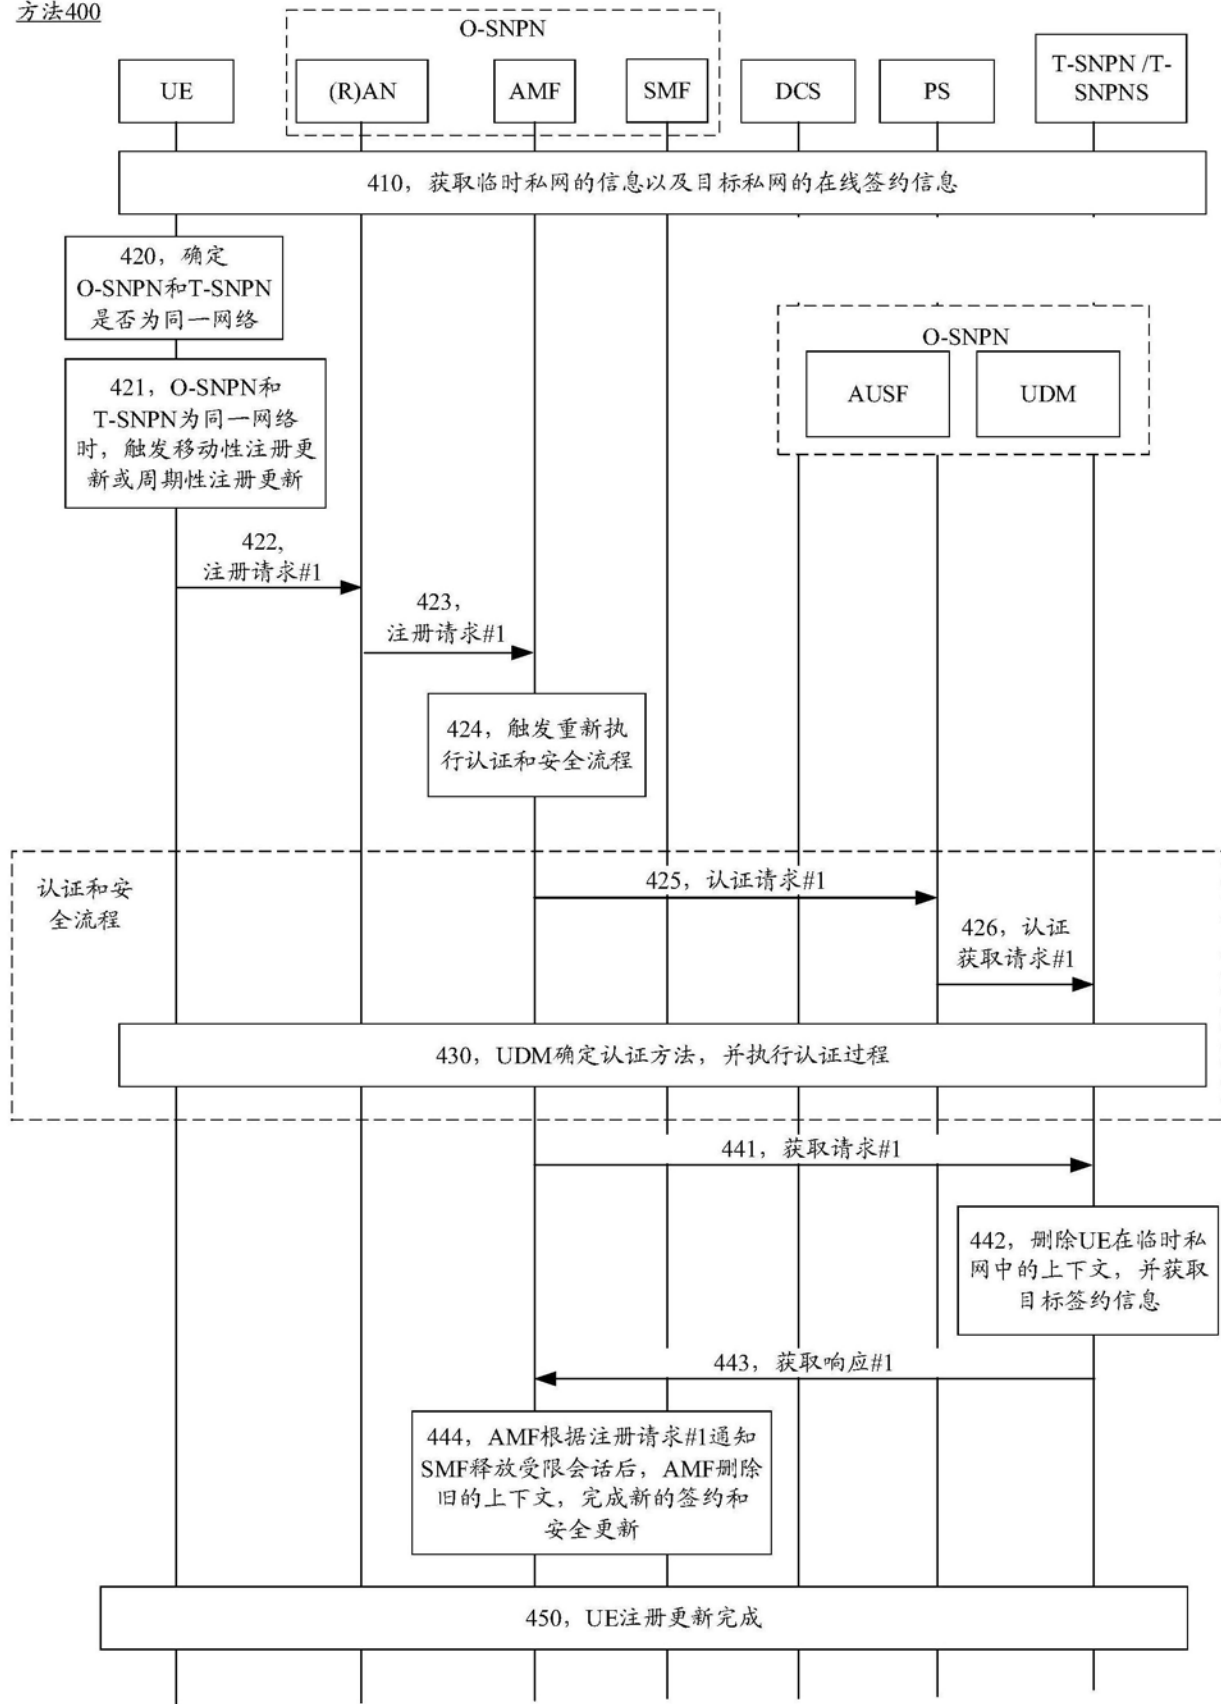 方法400
O-SNPN
UE
(R)AN
AMF
SMF
DCS
PS
T-SNPN /T-
SNPNS
410，获取临时私网的信息以及目标私网的在线签约信息
420，确定
O-SNPN和T-SNPN
是否为同一网络
O-SNPN
AUSF
UDM
421，O-SNPN和
T-SNPN为同一网络
时，触发移动性注册更
新或周期性注册更新
422,
注册请求#1
423，
注册请求#1
424，触发重新执
行认证和安全流程
认证和安
全流程
425，认证请求#1
426，认证
获取请求#1
430，UDM确定认证方法，并执行认证过程
441，获取请求#1
442，删除UE在临时私
网中的上下文，并获取
目标签约信息
443，获取响应#1
444，AMF根据注册请求#1通知
SMF释放受限会话后，AMF删除
旧的上下文，完成新的签约和
安全更新
450，UE注册更新完成